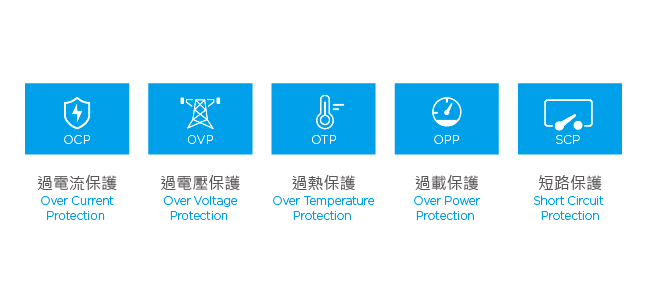 OCP
OVP
OTP
OPP
SCP
過電流保護
Over Current
Protection
過電壓保護
Over Voltage
Protection
過熱保護
Over Temperature
Protection
過載保護
Over Power
Protection
短路保護
Short Circuit
Protection